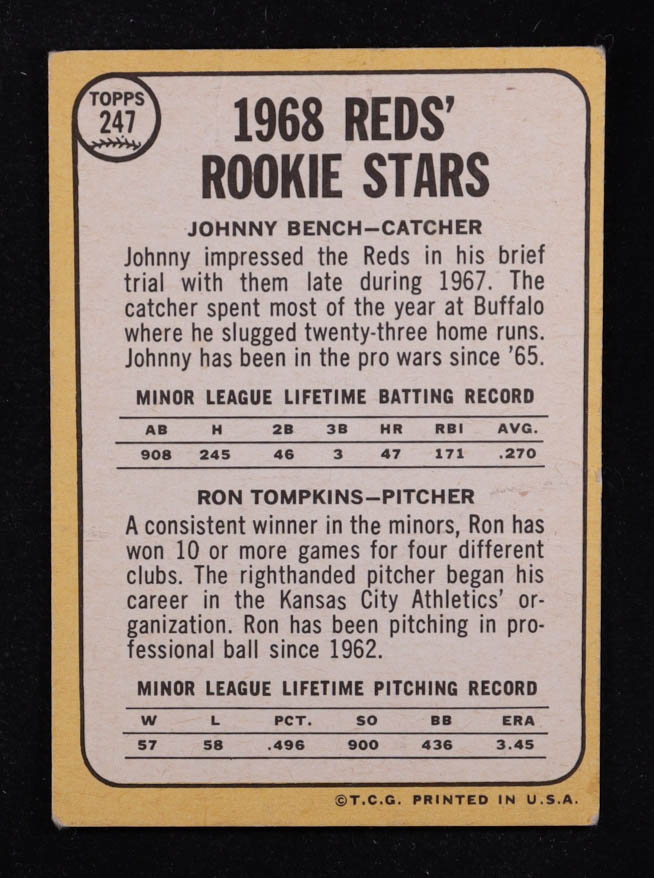 TOPPS
247
1968 REDS'
ROOKIE STARS
JOHNNY BENCH–CATCHER
Johnny impressed the Reds in his brief
trial with them late during 1967. The
catcher spent most of the year at Buffalo
where he slugged twenty-three home runs.
Johnny has been in the pro wars since '65.
MINOR LEAGUE LIFETIME BATTING RECORD
AB H 2B 3B HR RBI AVG.
908 245 46 3 47 171 .270
RON TOMPKINS–PITCHER
A consistent winner in the minors, Ron has
won 10 or more games for four different
clubs. The righthanded pitcher began his
career in the Kansas City Athletics' or-
ganization. Ron has been pitching in pro-
fessional ball since 1962.
MINOR LEAGUE LIFETIME PITCHING RECORD
W L PCT. SO BB ERA
57 58 .496 900 436 3.45
©T.C.G. PRINTED IN U.S.A.